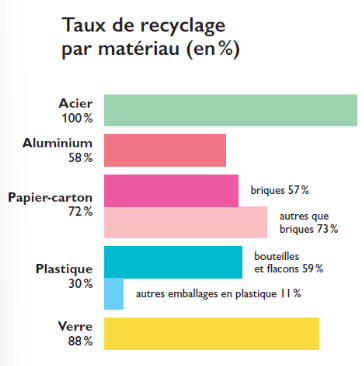 Taux de recyclage
par matériau (en %)
Acier
100 %
Aluminium
58 %
Papier-carton
72 %
briques 57 %
autres que
briques 73 %
Plastique
30 %
bouteilles
et flacons 59 %
autres emballages en plastique 11 %
Verre
88 %